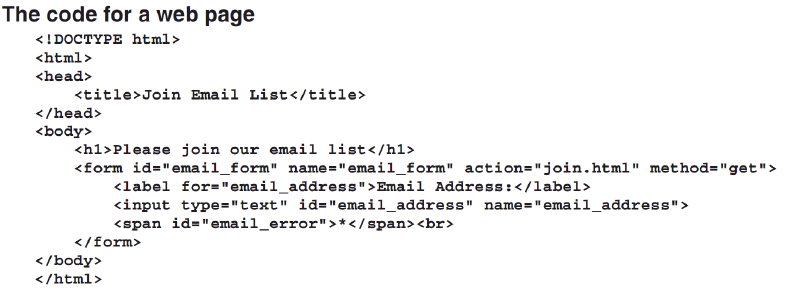 The code for a web page
<!DOCTYPE html>
<html>
<head>
    <title>Join Email List</title>
</head>
<body>
    <h1>Please join our email list</h1>
    <form id="email_form" name="email_form" action="join.html" method="get">
        <label for="email_address">Email Address:</label>
        <input type="text" id="email_address" name="email_address">
        <span id="email_error">*</span><br>
    </form>
</body>
</html>